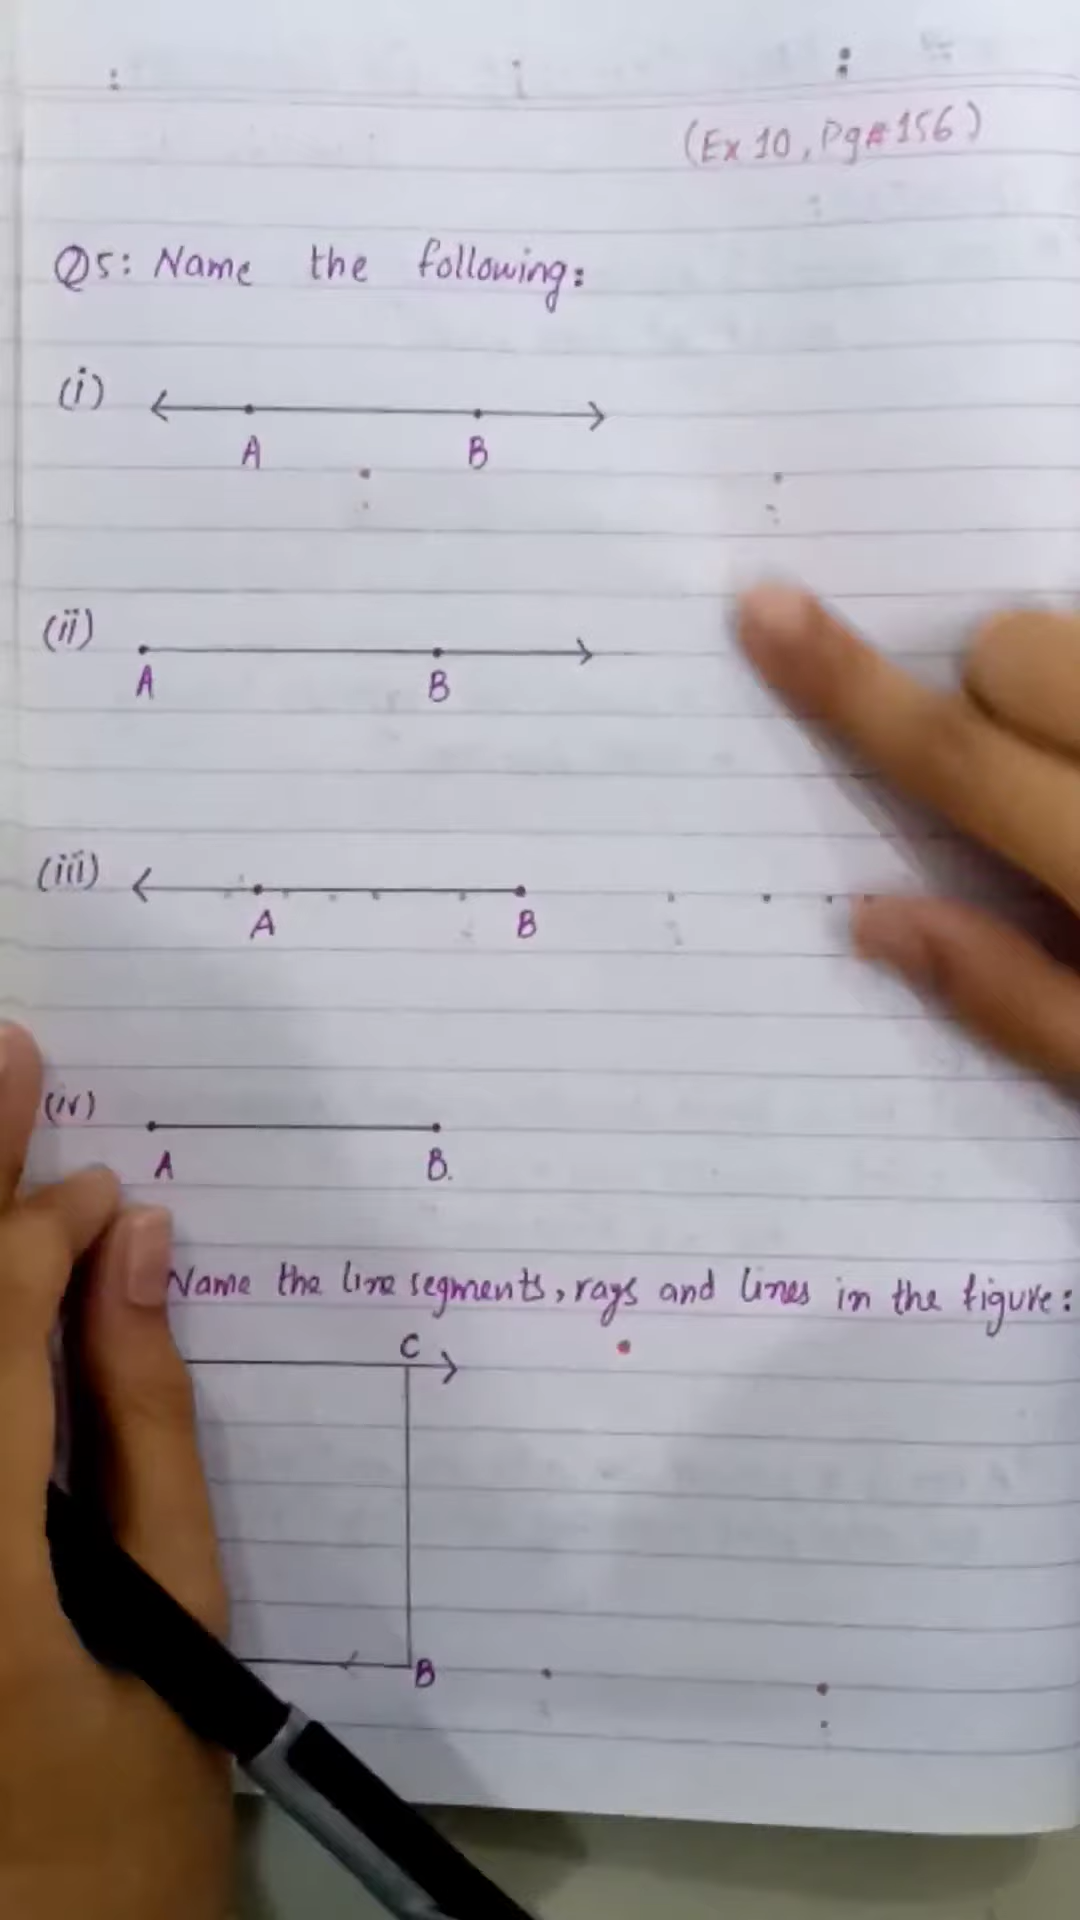 (Ex 10, Pg#156)
Q5: Name the following:
(i)
A B
(ii)
A B
(iii)
A B
(iv)
A B.
Name the line segments, rays and lines in the figure:
C
B